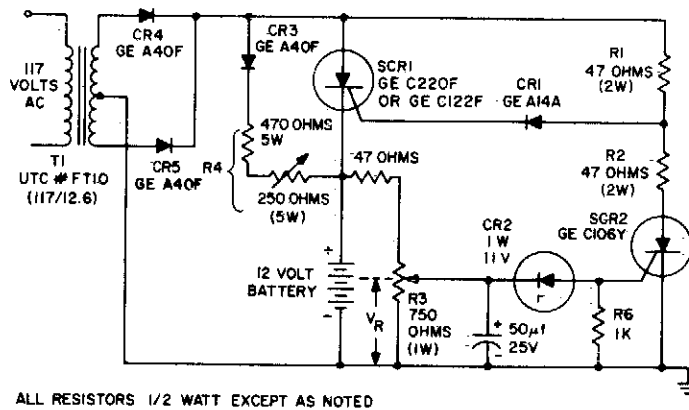 CR4
GE A40F
CR3
GE A40F
SCR1
GE C220F
OR GE C122F
CR1
GE A14A
R1
47 OHMS
(2W)
117
VOLTS
AC
T1
UTC # FT10
(117/12.6)
CR5
GE A40F
R4
470 OHMS
5W
250 OHMS
(5W)
47 OHMS
R2
47 OHMS
(2W)
SCR2
GE C106Y
CR2
1 W
11 V
+
12 VOLT
BATTERY
-
VR
R3
750
OHMS
(1W)
+
50μf
25V
-
R6
1K
ALL RESISTORS 1/2 WATT EXCEPT AS NOTED